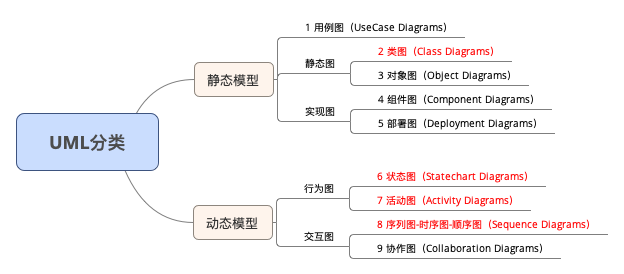 UML分类
静态模型
1 用例图（UseCase Diagrams）
静态图
2 类图（Class Diagrams)
3 对象图（Object Diagrams)
实现图
4 组件图（Component Diagrams)
5 部署图（Deployment Diagrams)
动态模型
行为图
6 状态图（Statechart Diagrams)
7 活动图（Activity Diagrams)
交互图
8 序列图-时序图-顺序图（Sequence Diagrams)
9 协作图（Collaboration Diagrams)